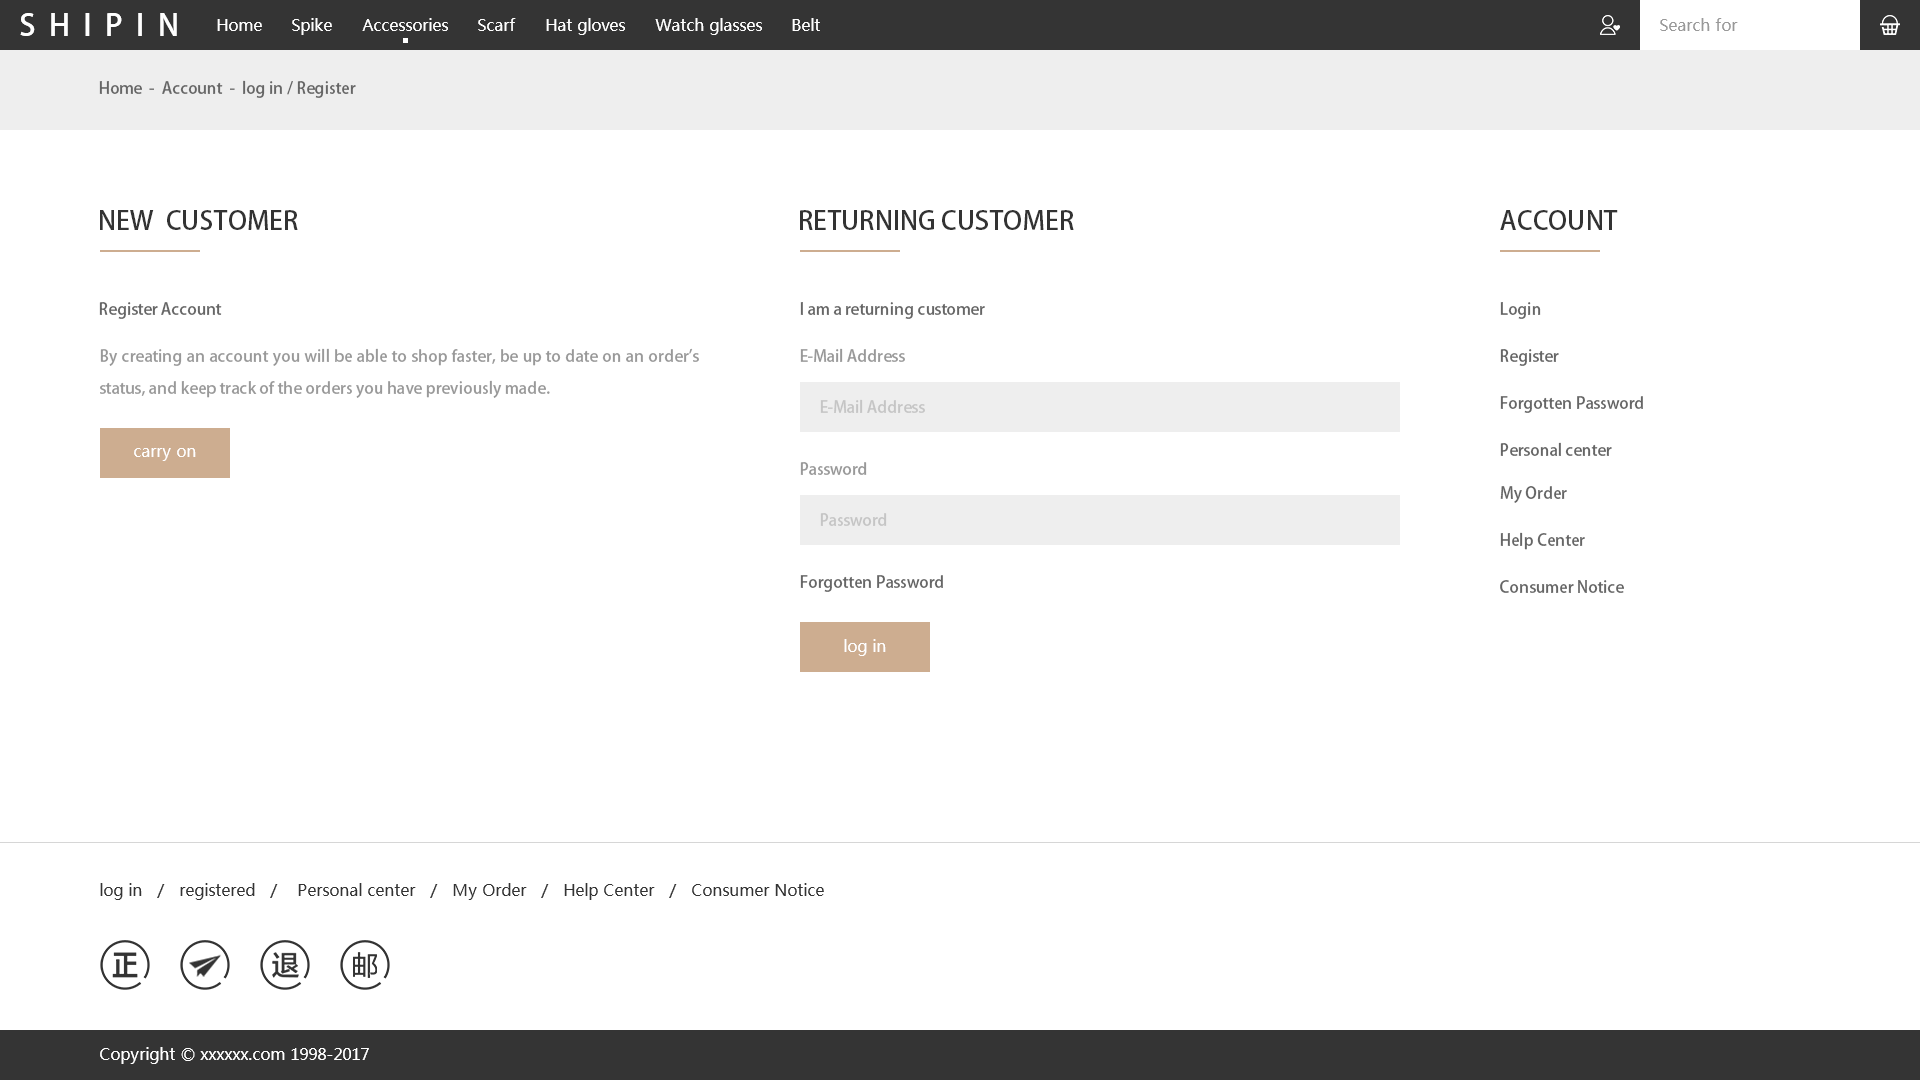 SHIPIN Home Spike Accessories Scarf Hat gloves Watch glasses Belt Search for
Home - Account - log in / Register
NEW CUSTOMER
Register Account
By creating an account you will be able to shop faster, be up to date on an order's
status, and keep track of the orders you have previously made.
carry on
RETURNING CUSTOMER
I am a returning customer
E-Mail Address
E-Mail Address
Password
Password
Forgotten Password
log in
ACCOUNT
Login
Register
Forgotten Password
Personal center
My Order
Help Center
Consumer Notice
log in / registered / Personal center / My Order / Help Center / Consumer Notice
正 退 邮
Copyright © xxxxxx.com 1998-2017